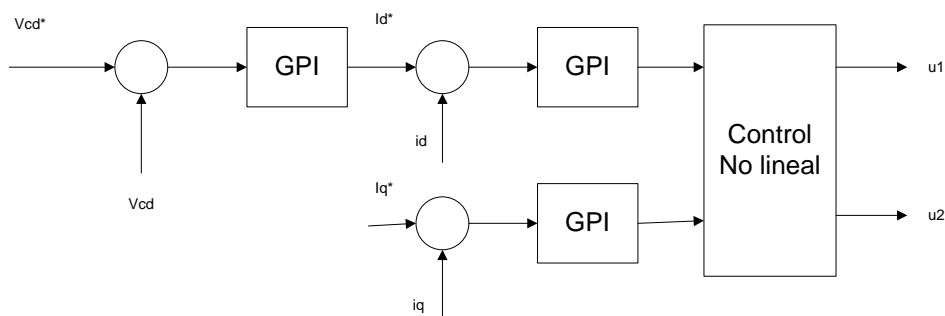 Vcd*
Id*
GPI
GPI
u1
Control
No lineal
id
Vcd
Iq*
GPI
u2
iq